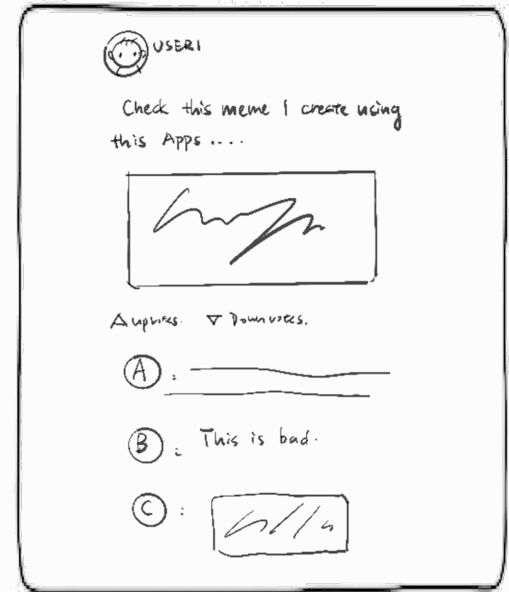 USER1
Check this meme I create using
this Apps....
△ upvotes. ▽ Downvotes.
A :
B : This is bad.
C :